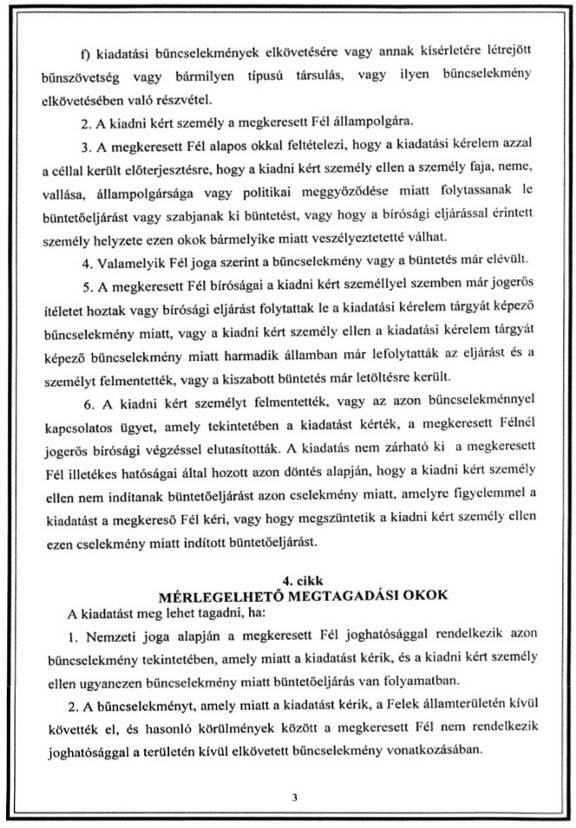 f) kiadatási bűncselekmények elkövetésére vagy annak kísérletére létrejött
bűnszövetség vagy bármilyen típusú társulás, vagy ilyen bűncselekmény
elkövetésében való részvétel.
2. A kiadni kért személy a megkeresett Fél állampolgára.
3. A megkeresett Fél alapos okkal feltételezi, hogy a kiadatási kérelem azzal
a céllal került előterjesztésre, hogy a kiadni kért személy ellen a személy faja, neme,
vallása, állampolgársága vagy politikai meggyőződése miatt folytassanak le
büntetőeljárást vagy szabjanak ki büntetést, vagy hogy a bírósági eljárással érintett
személy helyzete ezen okok bármelyike miatt veszélyeztetetté válhat.
4. Valamelyik Fél joga szerint a bűncselekmény vagy a büntetés már elévült.
5. A megkeresett Fél bíróságai a kiadni kért személlyel szemben már jogerős
ítéletet hoztak vagy bírósági eljárást folytattak le a kiadatási kérelem tárgyát képező
bűncselekmény miatt, vagy a kiadni kért személy ellen a kiadatási kérelem tárgyát
képező bűncselekmény miatt harmadik államban már lefolytatták az eljárást és a
személyt felmentették, vagy a kiszabott büntetés már letöltésre került.
6. A kiadni kért személyt felmentették, vagy az azon bűncselekménnyel
kapcsolatos ügyet, amely tekintetében a kiadatást kérték, a megkeresett Félnél
jogerős bírósági végzéssel elutasították. A kiadatás nem zárható ki a megkeresett
Fél illetékes hatóságai által hozott azon döntés alapján, hogy a kiadni kért személy
ellen nem indítanak büntetőeljárást azon cselekmény miatt, amelyre figyelemmel a
kiadatást a megkereső Fél kéri, vagy hogy megszüntetik a kiadni kért személy ellen
ezen cselekmény miatt indított büntetőeljárást.
4. cikk
MÉRLEGELHETŐ MEGTAGADÁSI OKOK
A kiadatást meg lehet tagadni, ha:
1. Nemzeti joga alapján a megkeresett Fél joghatósággal rendelkezik azon
bűncselekmény tekintetében, amely miatt a kiadatást kérik, és a kiadni kért személy
ellen ugyanezen bűncselekmény miatt büntetőeljárás van folyamatban.
2. A bűncselekményt, amely miatt a kiadatást kérik, a Felek államterületén kívül
követték el, és hasonló körülmények között a megkeresett Fél nem rendelkezik
joghatósággal a területén kívül elkövetett bűncselekmény vonatkozásában.
3